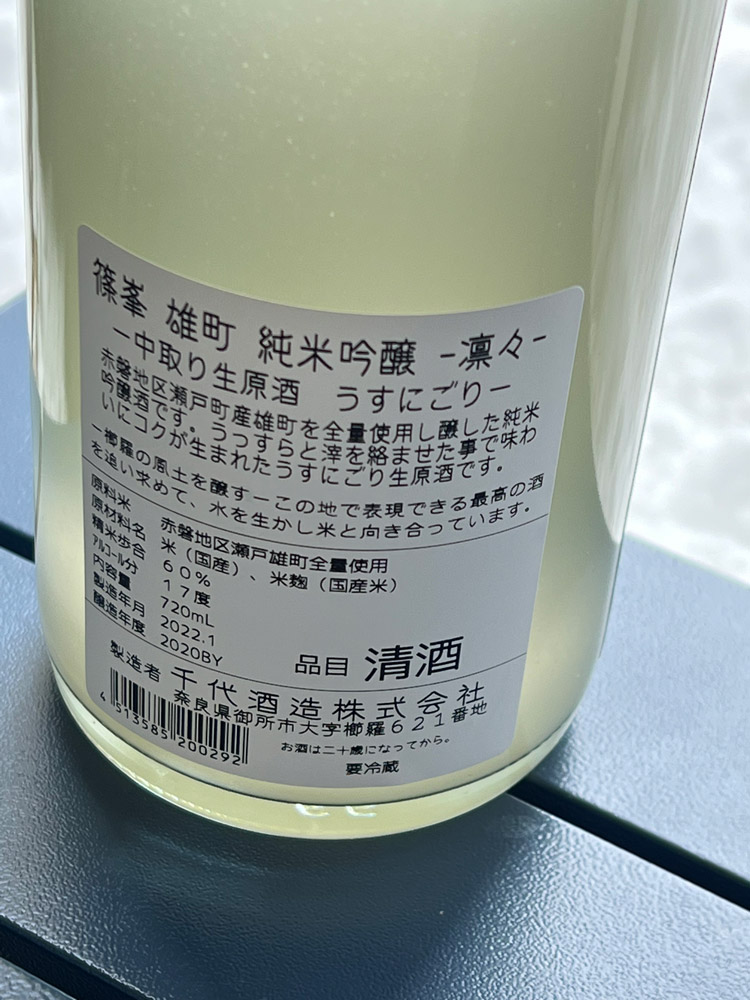 篠峯 雄町 純米吟醸 -凛々-
ー中取り生原酒 うすにごりー
赤磐地区瀬戸町産雄町を全量使用し醸した純米
吟醸酒です。うっすらと滓を絡ませた事で味わ
いにコクが生まれたうすにごり生原酒です。
ー櫛羅の風土を醸すーこの地で表現できる最高の酒
を追い求めて、水を生かし米と向き合っています。
原料米 赤磐地区瀬戸雄町全量使用
原材料名 米（国産）、米麹（国産米）
精米歩合 60%
アルコール分 17度
内容量 720mL
製造年月 2022.1
醸造年度 2020BY
品目 清酒
製造者 千代酒造株式会社
奈良県御所市大字櫛羅621番地
4 513585 200292
お酒は二十歳になってから。
要冷蔵